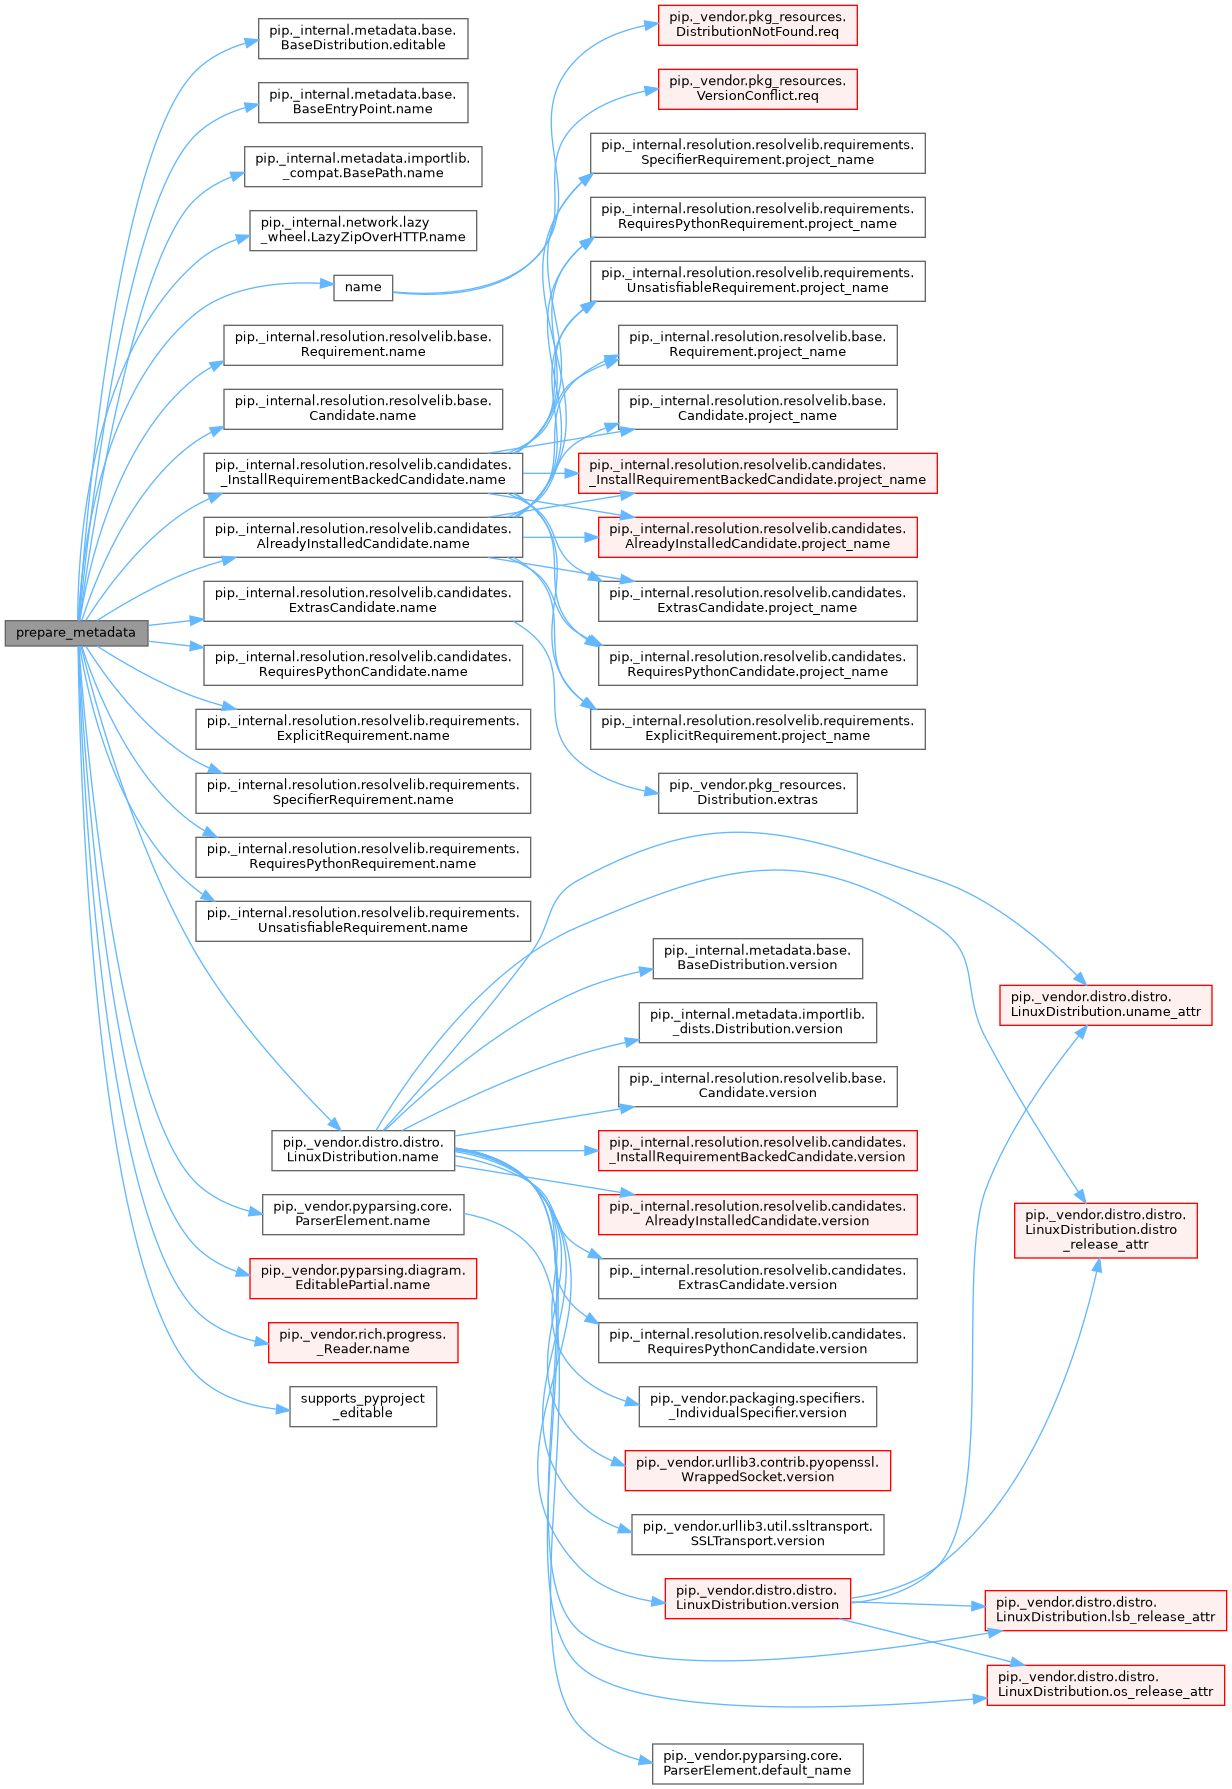 prepare_metadata
pip._internal.metadata.base.
BaseDistribution.editable
pip._internal.metadata.base.
BaseEntryPoint.name
pip._internal.metadata.importlib.
_compat.BasePath.name
pip._internal.network.lazy
_wheel.LazyZipOverHTTP.name
name
pip._internal.resolution.resolvelib.base.
Requirement.name
pip._internal.resolution.resolvelib.base.
Candidate.name
pip._internal.resolution.resolvelib.candidates.
_InstallRequirementBackedCandidate.name
pip._internal.resolution.resolvelib.candidates.
AlreadyInstalledCandidate.name
pip._internal.resolution.resolvelib.candidates.
ExtrasCandidate.name
pip._internal.resolution.resolvelib.candidates.
RequiresPythonCandidate.name
pip._internal.resolution.resolvelib.requirements.
ExplicitRequirement.name
pip._internal.resolution.resolvelib.requirements.
SpecifierRequirement.name
pip._internal.resolution.resolvelib.requirements.
RequiresPythonRequirement.name
pip._internal.resolution.resolvelib.requirements.
UnsatisfiableRequirement.name
pip._vendor.distro.distro.
LinuxDistribution.name
pip._vendor.pyparsing.core.
ParserElement.name
pip._vendor.pyparsing.diagram.
EditablePartial.name
pip._vendor.rich.progress.
_Reader.name
supports_pyproject
_editable
pip._vendor.pkg_resources.
DistributionNotFound.req
pip._vendor.pkg_resources.
VersionConflict.req
pip._internal.resolution.resolvelib.requirements.
SpecifierRequirement.project_name
pip._internal.resolution.resolvelib.requirements.
RequiresPythonRequirement.project_name
pip._internal.resolution.resolvelib.requirements.
UnsatisfiableRequirement.project_name
pip._internal.resolution.resolvelib.base.
Requirement.project_name
pip._internal.resolution.resolvelib.base.
Candidate.project_name
pip._internal.resolution.resolvelib.candidates.
_InstallRequirementBackedCandidate.project_name
pip._internal.resolution.resolvelib.candidates.
AlreadyInstalledCandidate.project_name
pip._internal.resolution.resolvelib.candidates.
ExtrasCandidate.project_name
pip._internal.resolution.resolvelib.candidates.
RequiresPythonCandidate.project_name
pip._internal.resolution.resolvelib.requirements.
ExplicitRequirement.project_name
pip._vendor.pkg_resources.
Distribution.extras
pip._internal.metadata.base.
BaseDistribution.version
pip._internal.metadata.importlib.
_dists.Distribution.version
pip._internal.resolution.resolvelib.base.
Candidate.version
pip._internal.resolution.resolvelib.candidates.
_InstallRequirementBackedCandidate.version
pip._internal.resolution.resolvelib.candidates.
AlreadyInstalledCandidate.version
pip._internal.resolution.resolvelib.candidates.
ExtrasCandidate.version
pip._internal.resolution.resolvelib.candidates.
RequiresPythonCandidate.version
pip._vendor.packaging.specifiers.
_IndividualSpecifier.version
pip._vendor.urllib3.contrib.pyopenssl.
WrappedSocket.version
pip._vendor.urllib3.util.ssltransport.
SSLTransport.version
pip._vendor.distro.distro.
LinuxDistribution.version
pip._vendor.pyparsing.core.
ParserElement.default_name
pip._vendor.distro.distro.
LinuxDistribution.uname_attr
pip._vendor.distro.distro.
LinuxDistribution.distro
_release_attr
pip._vendor.distro.distro.
LinuxDistribution.lsb_release_attr
pip._vendor.distro.distro.
LinuxDistribution.os_release_attr